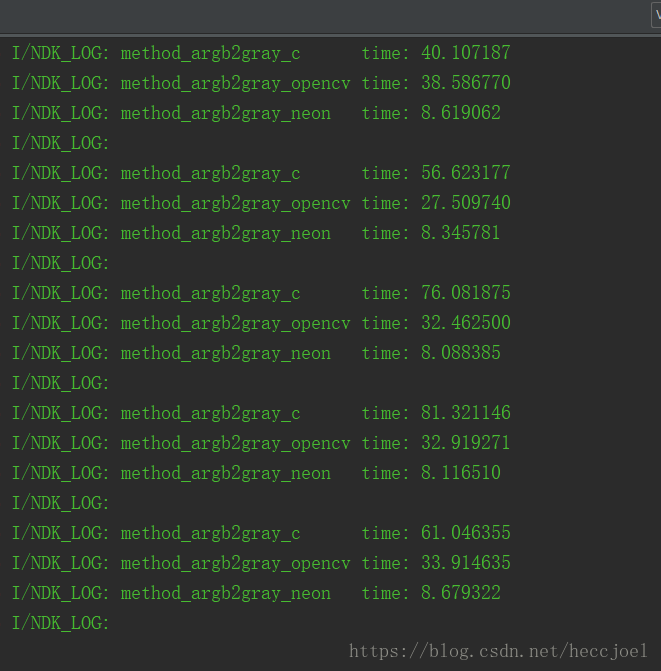 I/NDK_LOG: method_argb2gray_c      time: 40.107187
I/NDK_LOG: method_argb2gray_opencv time: 38.586770
I/NDK_LOG: method_argb2gray_neon   time: 8.619062
I/NDK_LOG:
I/NDK_LOG: method_argb2gray_c      time: 56.623177
I/NDK_LOG: method_argb2gray_opencv time: 27.509740
I/NDK_LOG: method_argb2gray_neon   time: 8.345781
I/NDK_LOG:
I/NDK_LOG: method_argb2gray_c      time: 76.081875
I/NDK_LOG: method_argb2gray_opencv time: 32.462500
I/NDK_LOG: method_argb2gray_neon   time: 8.088385
I/NDK_LOG:
I/NDK_LOG: method_argb2gray_c      time: 81.321146
I/NDK_LOG: method_argb2gray_opencv time: 32.919271
I/NDK_LOG: method_argb2gray_neon   time: 8.116510
I/NDK_LOG:
I/NDK_LOG: method_argb2gray_c      time: 61.046355
I/NDK_LOG: method_argb2gray_opencv time: 33.914635
I/NDK_LOG: method_argb2gray_neon   time: 8.679322
I/NDK_LOG:
https://blog.csdn.net/heccjoel